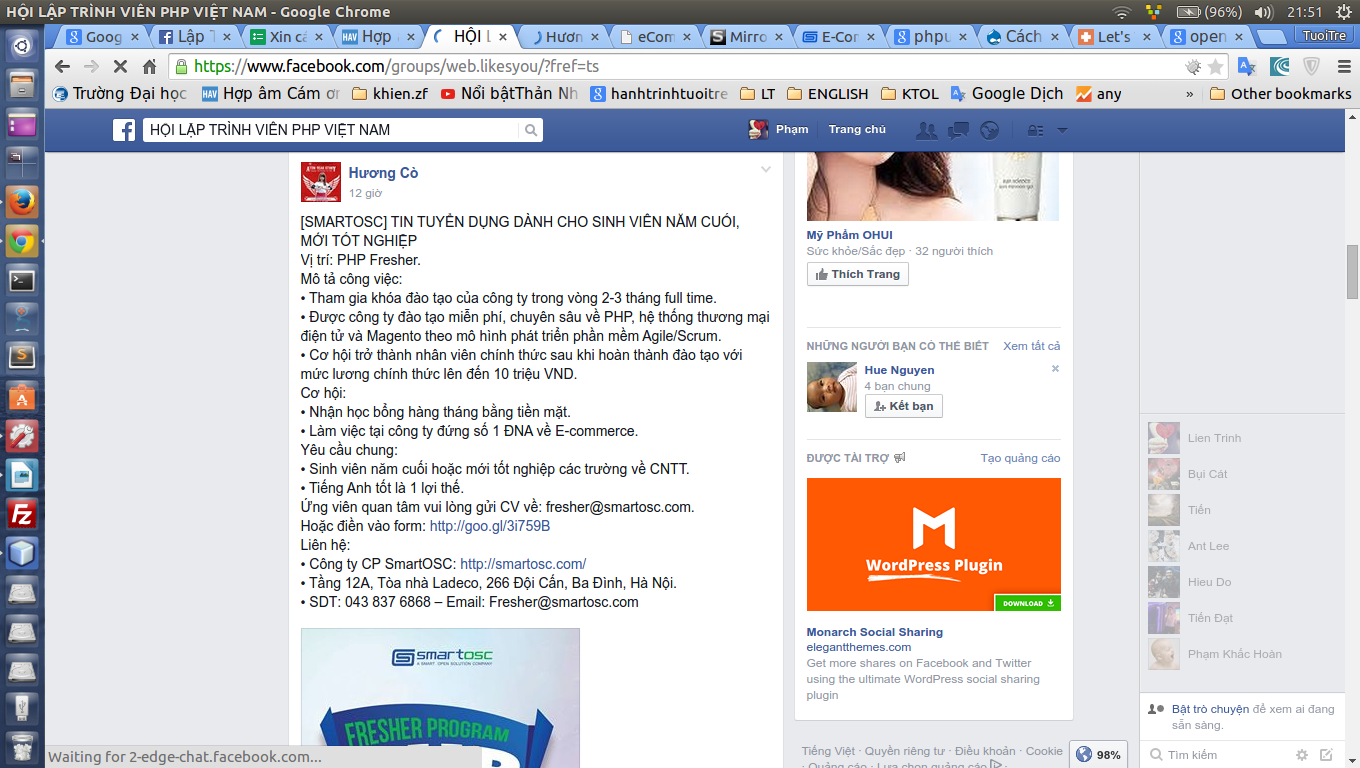 HỘI LẬP TRÌNH VIÊN PHP VIỆT NAM - Google Chrome
(96%)
21:51
Goog
Lập T
Xin cá
HAV Hợp
HỘI L
Hươn
eCom
Mirro
E-Cor
phpu
Cách
Let's
open
TuoiTre
https://www.facebook.com/groups/web.likesyou/?fref=ts
Trường Đại học
HAV Hợp âm Cám ơn
khien.zf
Nổi bậtThản Nh
hanhtrinhtuoitre
LT
ENGLISH
KTOL
Google Dịch
any
»
Other bookmarks
HỘI LẬP TRÌNH VIÊN PHP VIỆT NAM
Phạm
Trang chủ
Hương Cò
12 giờ
[SMARTOSC] TIN TUYỂN DỤNG DÀNH CHO SINH VIÊN NĂM CUỐI,
MỚI TỐT NGHIỆP
Vị trí: PHP Fresher.
Mô tả công việc:
• Tham gia khóa đào tạo của công ty trong vòng 2-3 tháng full time.
• Được công ty đào tạo miễn phí, chuyên sâu về PHP, hệ thống thương mại
điện tử và Magento theo mô hình phát triển phần mềm Agile/Scrum.
• Cơ hội trở thành nhân viên chính thức sau khi hoàn thành đào tạo với
mức lương chính thức lên đến 10 triệu VND.
Cơ hội:
• Nhận học bổng hàng tháng bằng tiền mặt.
• Làm việc tại công ty đứng số 1 ĐNA về E-commerce.
Yêu cầu chung:
• Sinh viên năm cuối hoặc mới tốt nghiệp các trường về CNTT.
• Tiếng Anh tốt là 1 lợi thế.
Ứng viên quan tâm vui lòng gửi CV về: fresher@smartosc.com.
Hoặc điền vào form: http://goo.gl/3i759B
Liên hệ:
• Công ty CP SmartOSC: http://smartosc.com/
• Tầng 12A, Tòa nhà Ladeco, 266 Đội Cấn, Ba Đình, Hà Nội.
• SDT: 043 837 6868 – Email: Fresher@smartosc.com
smartosc
A SMART OPEN SOLUTION COMPANY
FRESHER PROGRAM
Mỹ Phẩm OHUI
Sức khỏe/Sắc đẹp · 32 người thích
Thích Trang
NHỮNG NGƯỜI BẠN CÓ THỂ BIẾT
Xem tất cả
Hue Nguyen
4 bạn chung
Kết bạn
ĐƯỢC TÀI TRỢ
Tạo quảng cáo
WordPress Plugin
DOWNLOAD
Monarch Social Sharing
elegantthemes.com
Get more shares on Facebook and Twitter
using the ultimate WordPress social sharing
plugin
Tiếng Việt · Quyền riêng tư · Điều khoản · Cookie
· Quảng cáo · Lựa chọn quảng cáo ·
98%
Lien Trinh
Bụi Cát
Tiến
Ant Lee
Hieu Do
Tiến Đạt
Phạm Khắc Hoàn
Bật trò chuyện để xem ai đang
sẵn sàng.
Tìm kiếm
Waiting for 2-edge-chat.facebook.com...